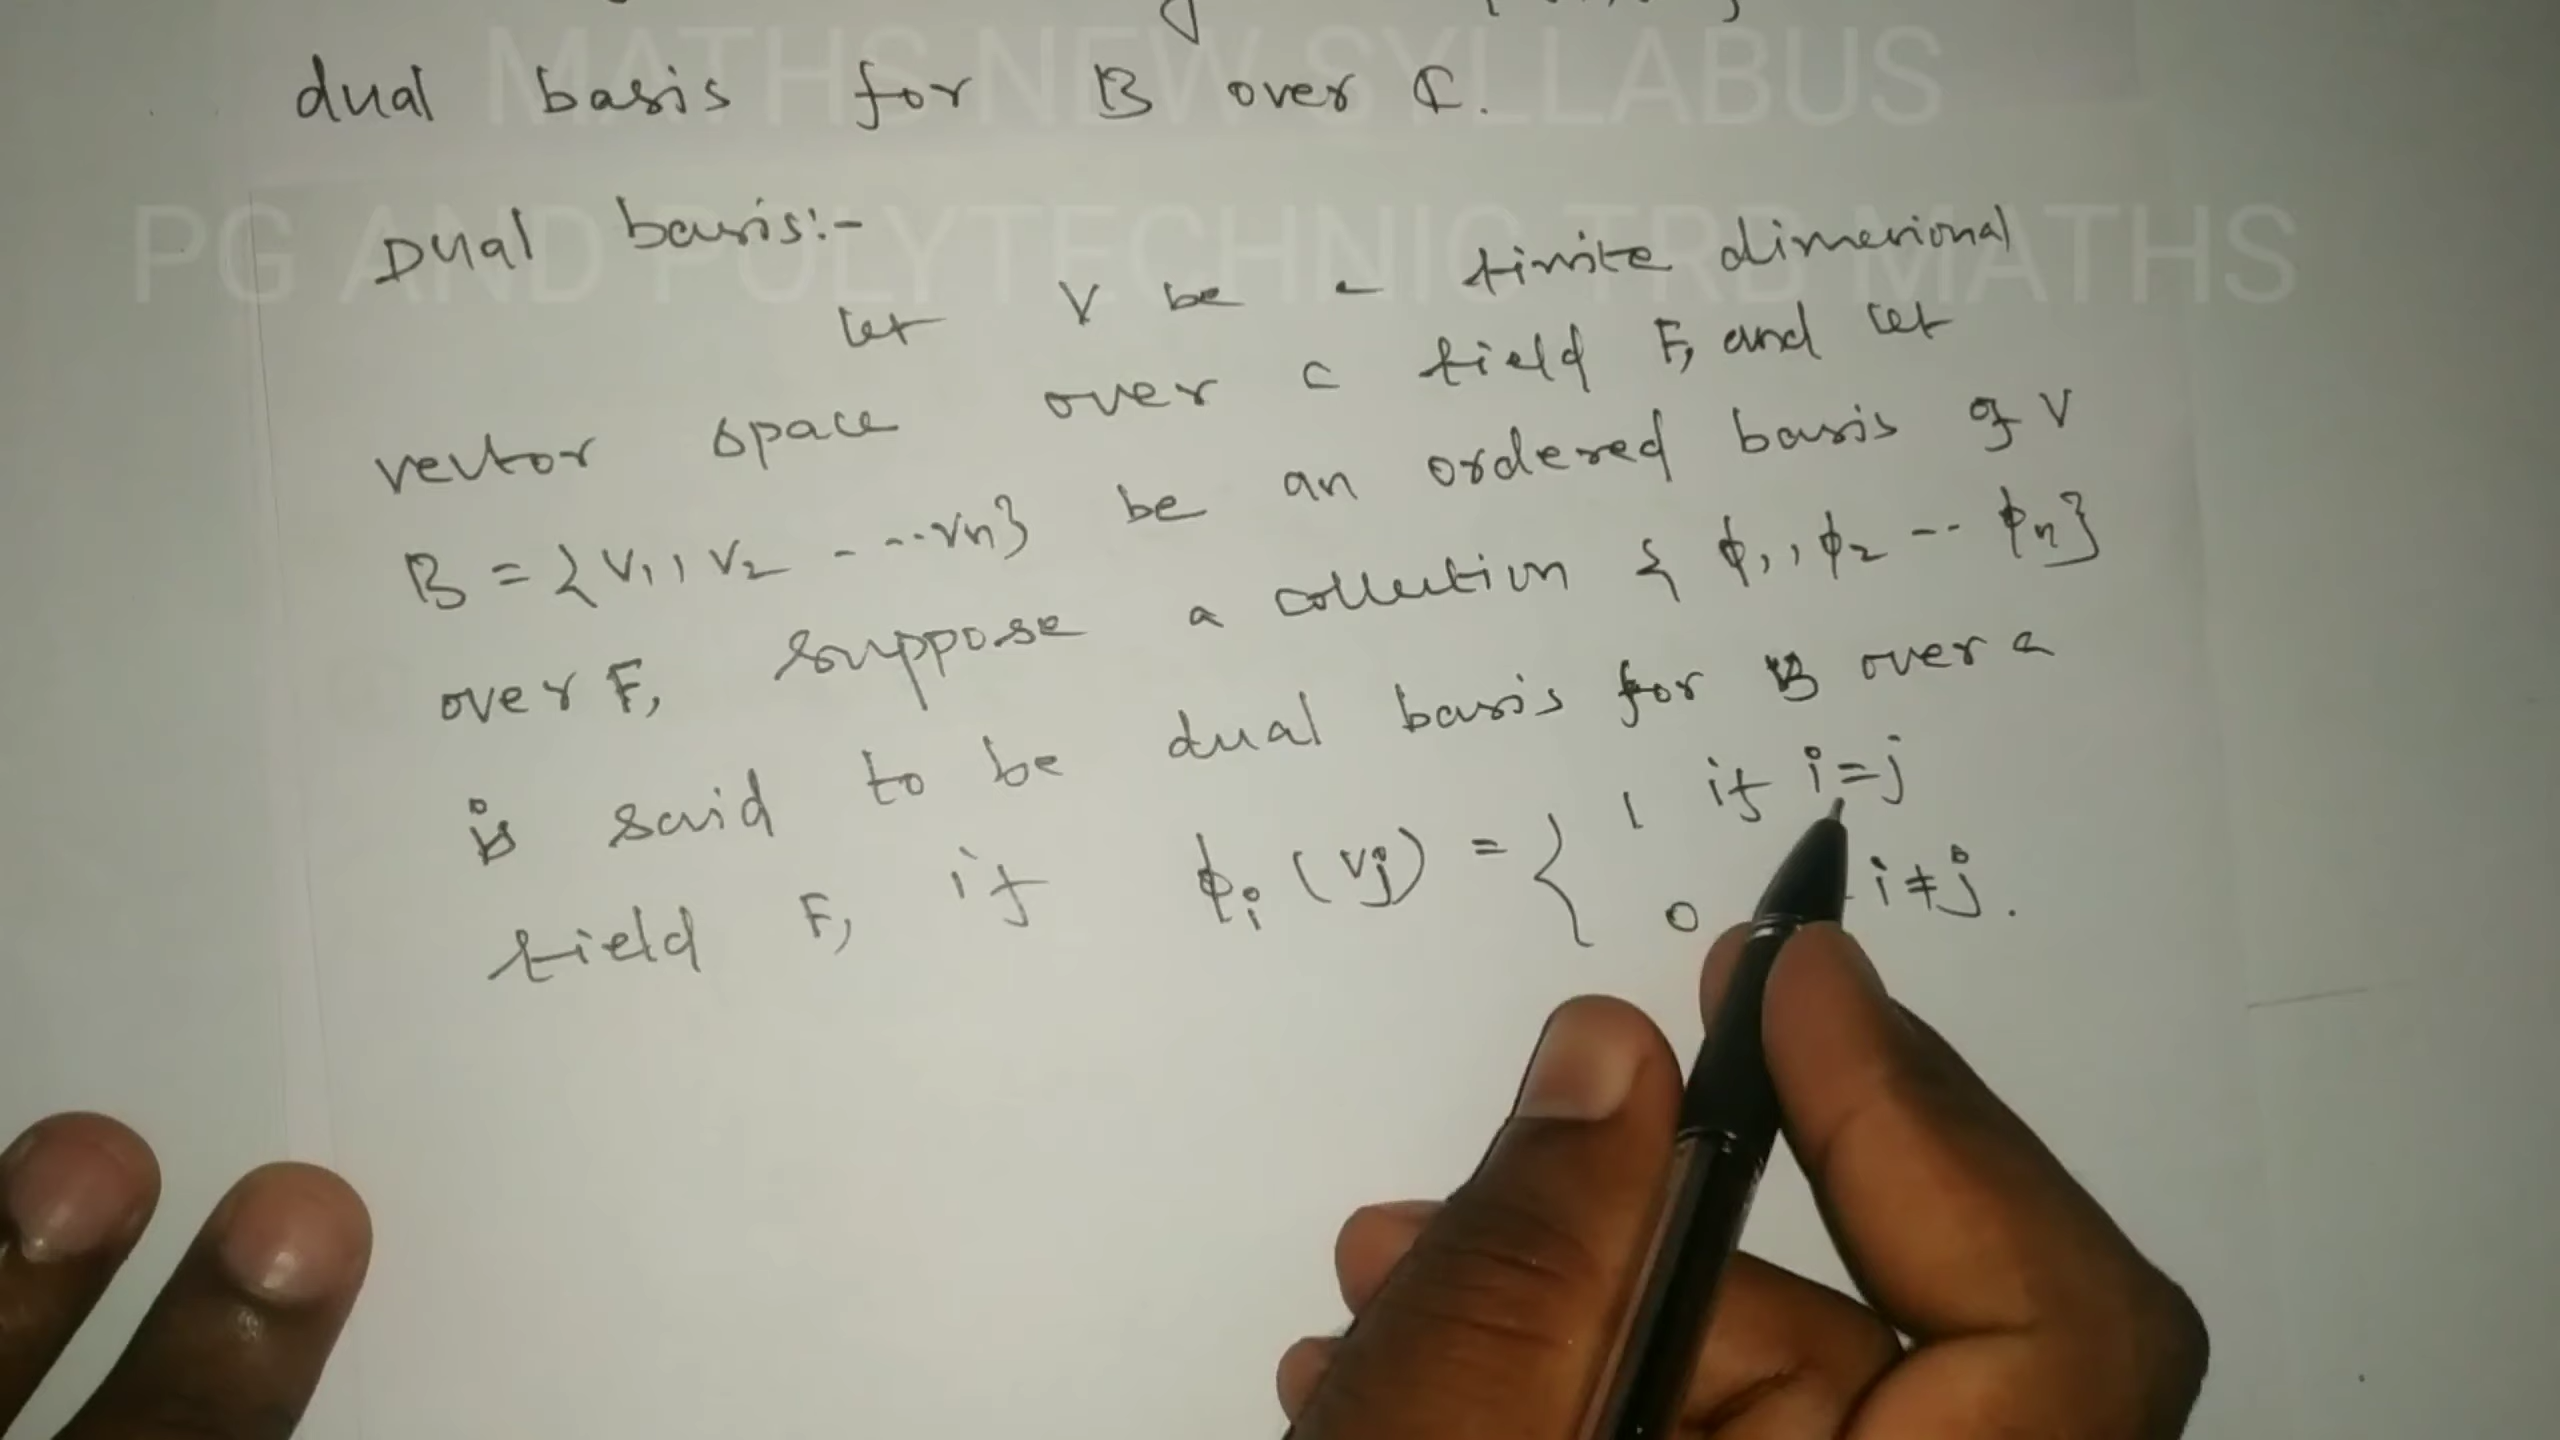 MATHS NEW SYLLABUS
dual basis for B over ℂ.
PG AND POLYTECHNIC TRB MATHS
Dual basis:-
let V be a finite dimensional
vector space over a field F, and let
B = {v1, v2 - - -.. vn} be an ordered basis of V
over F, suppose a collection { ϕ1, ϕ2 --- ϕn}
is said to be dual basis for B over a
field F, if ϕi (vj) = { 1 if i=j
0 i≠j.